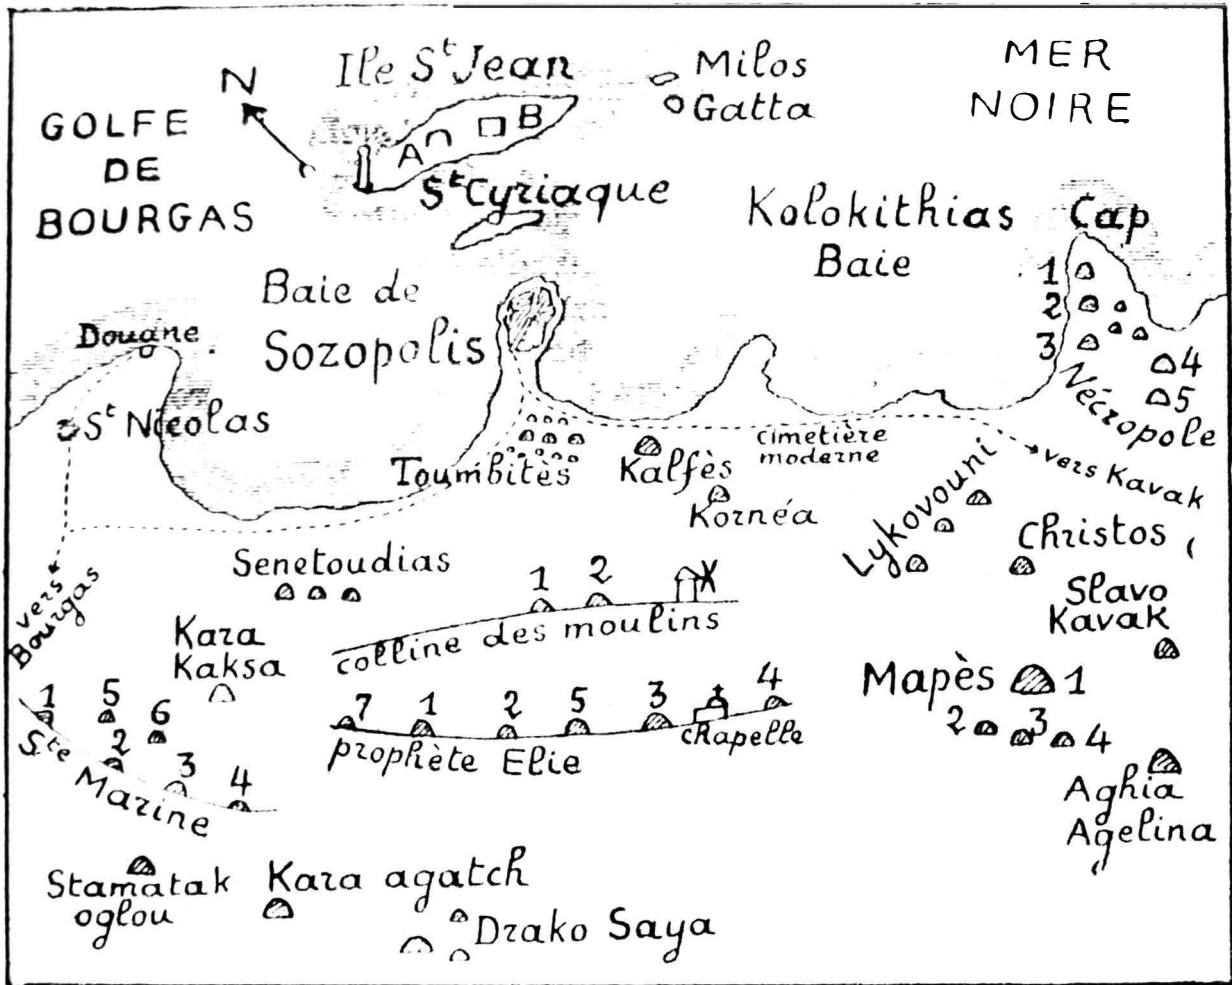 N
Ile St Jean
Milos
Gatta
MER
NOIRE
GOLFE
DE
BOURGAS
A
B
St Cyriaque
Kolokithias
Baie
Cap
1
2
3
4
5
Nécropole
Baie de
Sozopolis
Douane
St Nicolas
Toumbitès
Kalfès
cimetière
moderne
Kornéa
Lykovouni
vers Kavak
Christos
Slavo
Kavak
vers
Bourgas
Senetoudias
1 2
colline des moulins
Kara
Kaksa
Mapès 1
2 3 4
1 5 6
2 3 4
Ste Marine
7 1 2 5 3 4
prophète Elie
chapelle
Aghia
Agelina
Stamatak
oglou
Kara agatch
Drako Saya